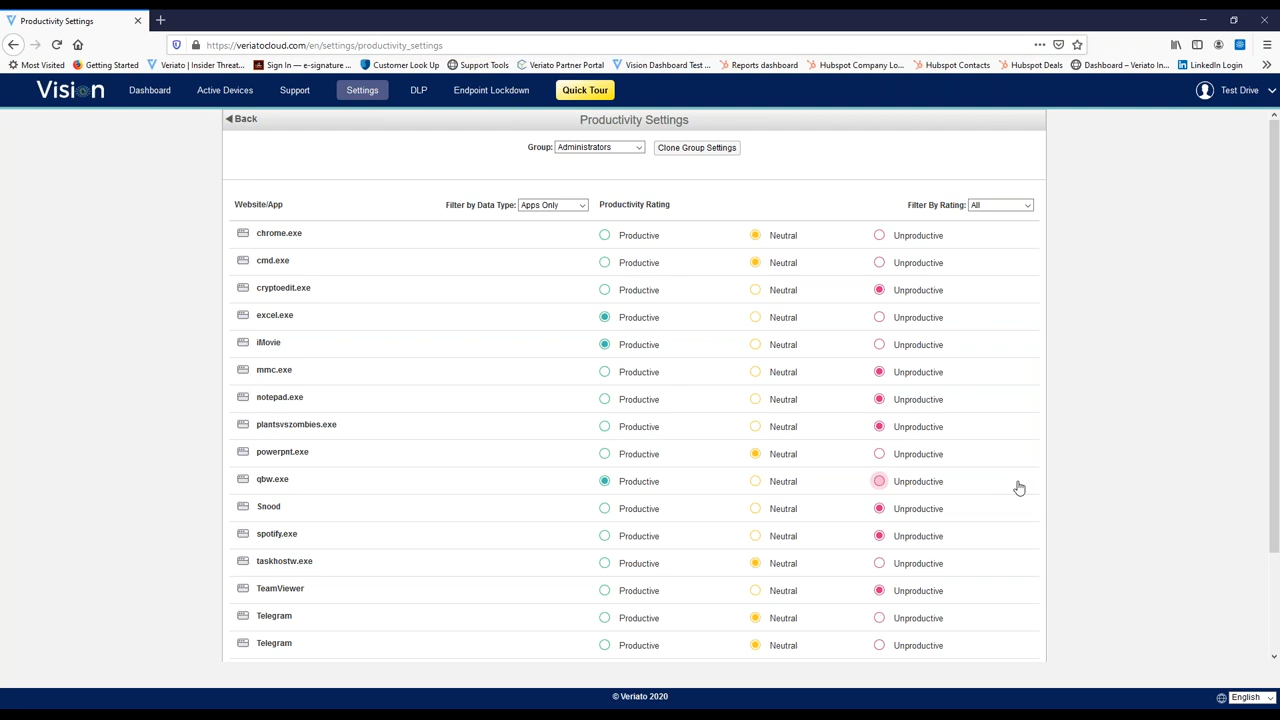 Productivity Settings
https://veriatocloud.com/en/settings/productivity_settings
Most Visited Getting Started Veriato | Insider Threat... Sign In — e-signature ... Customer Look Up Support Tools Veriato Partner Portal Vision Dashboard Test ... Reports dashboard Hubspot Company Lo... Hubspot Contacts Hubspot Deals Dashboard – Veriato In... LinkedIn Login
Vision Dashboard Active Devices Support Settings DLP Endpoint Lockdown Quick Tour Test Drive
Back Productivity Settings
Group: Administrators Clone Group Settings
Website/App Filter by Data Type: Apps Only Productivity Rating Filter By Rating: All
chrome.exe Productive Neutral Unproductive
cmd.exe Productive Neutral Unproductive
cryptoedit.exe Productive Neutral Unproductive
excel.exe Productive Neutral Unproductive
iMovie Productive Neutral Unproductive
mmc.exe Productive Neutral Unproductive
notepad.exe Productive Neutral Unproductive
plantsvszombies.exe Productive Neutral Unproductive
powerpnt.exe Productive Neutral Unproductive
qbw.exe Productive Neutral Unproductive
Snood Productive Neutral Unproductive
spotify.exe Productive Neutral Unproductive
taskhostw.exe Productive Neutral Unproductive
TeamViewer Productive Neutral Unproductive
Telegram Productive Neutral Unproductive
Telegram Productive Neutral Unproductive
© Veriato 2020
English